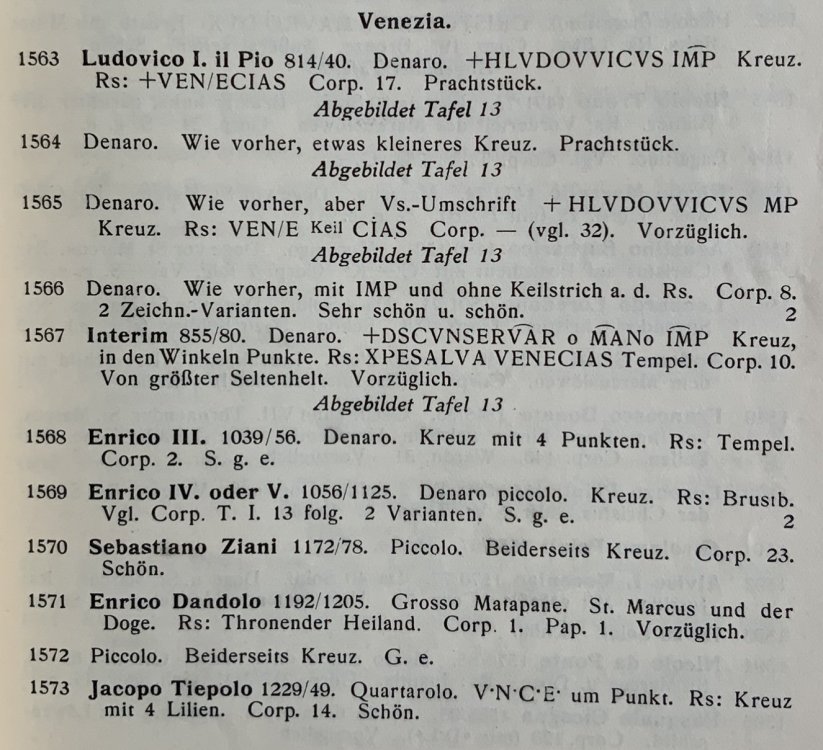 Venezia.
1563 Ludovico I. il Pio 814/40. Denaro. +HLVDOVVICVS IM͞P Kreuz.
Rs: +VEN/ECIAS Corp. 17. Prachtstück.
Abgebildet Tafel 13
1564 Denaro. Wie vorher, etwas kleineres Kreuz. Prachtstück.
Abgebildet Tafel 13
1565 Denaro. Wie vorher, aber Vs.-Umschrift + HLVDOVVICVS MP
Kreuz. Rs: VEN/E Keil CİAS Corp. — (vgl. 32). Vorzüglich.
Abgebildet Tafel 13
1566 Denaro. Wie vorher, mit IMP und ohne Keilstrich a. d. Rs. Corp. 8.
2 Zeichn.-Varianten. Sehr schön u. schön. 2
1567 Interim 855/80. Denaro. +DSCVNSERV͞AR o M͞ANo I͞MP Kreuz,
in den Winkeln Punkte. Rs: XPESALVA VENECIAS Tempel. Corp. 10.
Von größter Seltenhelt. Vorzüglich.
Abgebildet Tafel 13
1568 Enrico III. 1039/56. Denaro. Kreuz mit 4 Punkten. Rs: Tempel.
Corp. 2. S. g. e.
1569 Enrico IV. oder V. 1056/1125. Denaro piccolo. Kreuz. Rs: Brustb.
Vgl. Corp. T. I. 13 folg. 2 Varianten. S. g. e. 2
1570 Sebastiano Ziani 1172/78. Piccolo. Beiderseits Kreuz. Corp. 23.
Schön.
1571 Enrico Dandolo 1192/1205. Grosso Matapane. St. Marcus und der
Doge. Rs: Thronender Heiland. Corp. 1. Pap. 1. Vorzüglich.
1572 Piccolo. Beiderseits Kreuz. G. e.
1573 Jacopo Tiepolo 1229/49. Quartarolo. V·N·C·E· um Punkt. Rs: Kreuz
mit 4 Lilien. Corp. 14. Schön.